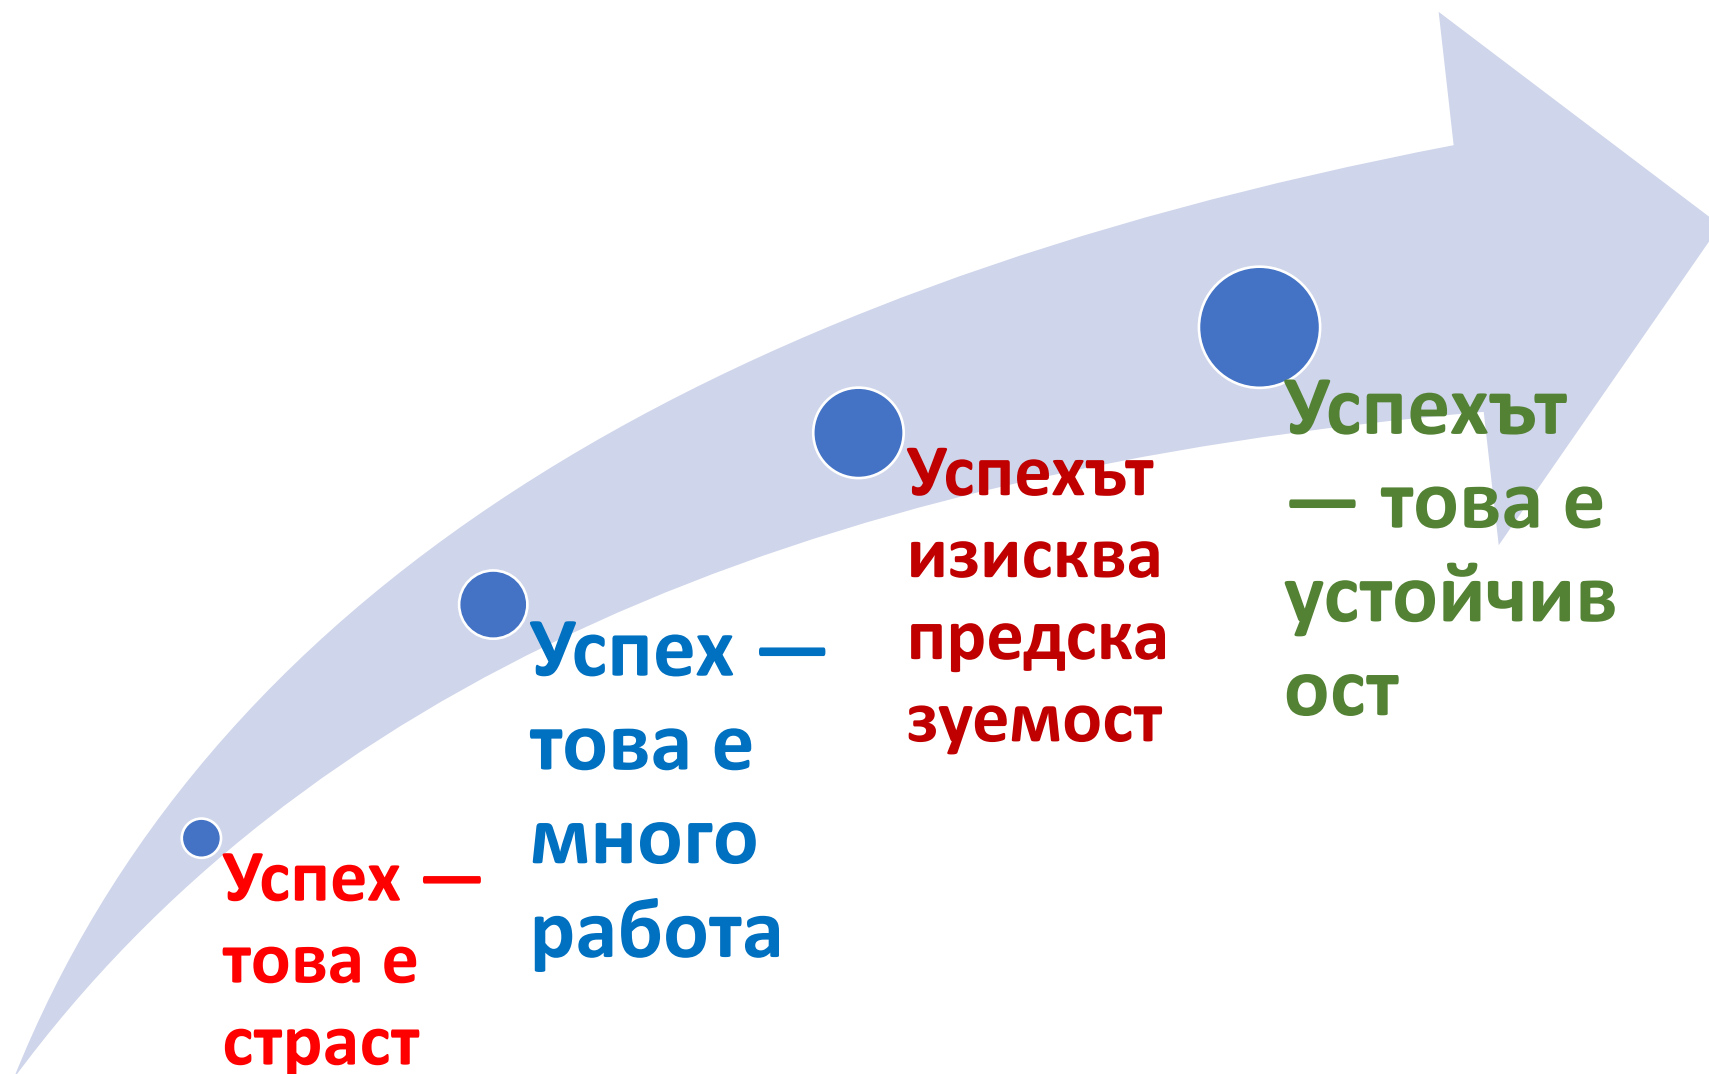 Успех —
това е
страст
Успех —
това е
много
работа
Успехът
изисква
предска
зуемост
Успехът
— това е
устойчив
ост